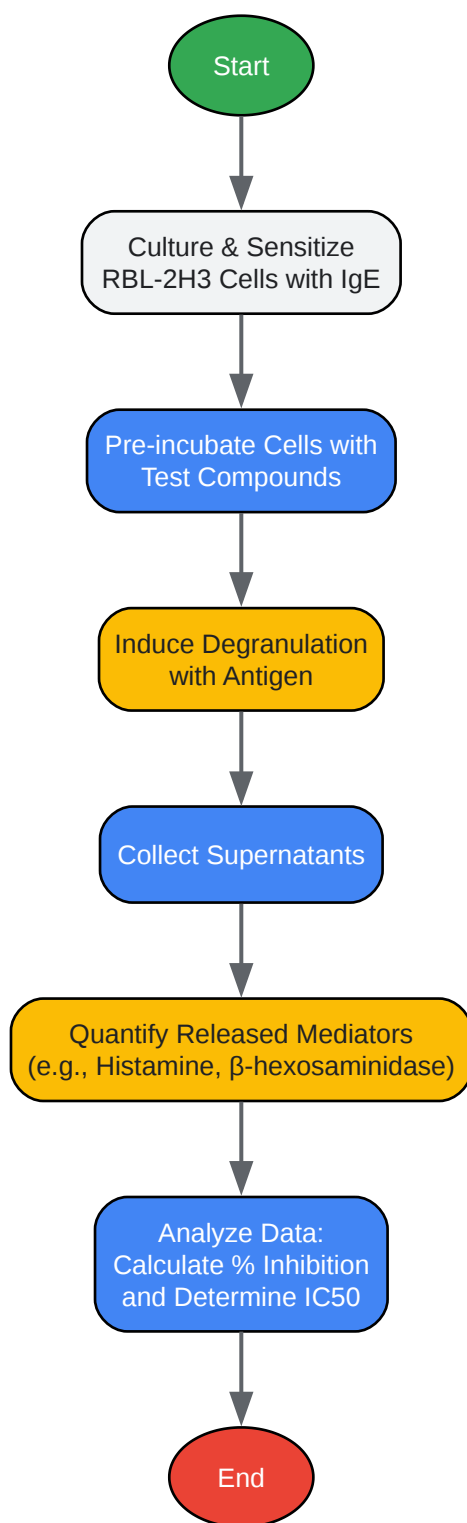 Start
Culture & Sensitize
RBL-2H3 Cells with IgE
Pre-incubate Cells with
Test Compounds
Induce Degranulation
with Antigen
Collect Supernatants
Quantify Released Mediators
(e.g., Histamine, β-hexosaminidase)
Analyze Data:
Calculate % Inhibition
and Determine IC50
End